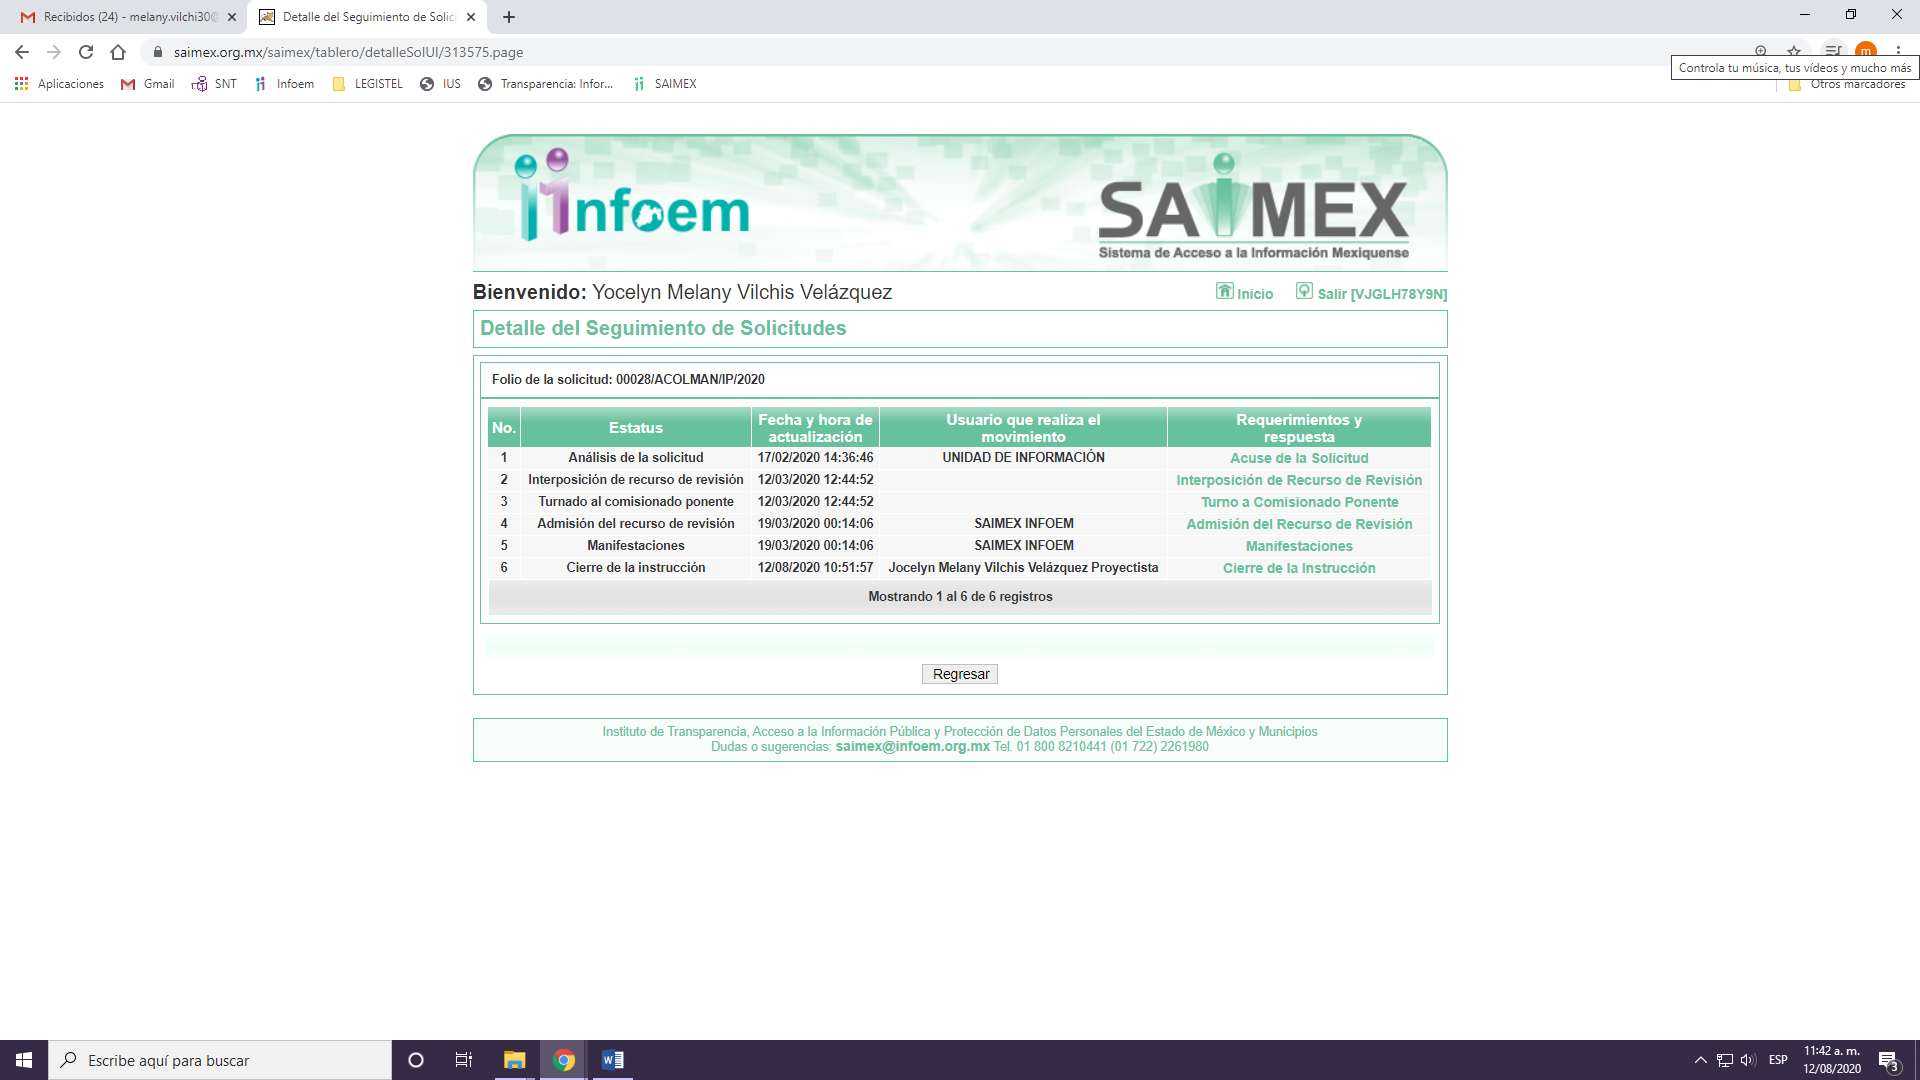 Recibidos (24) - melany.vilchi30@
Detalle del Seguimiento de Solic
saimex.org.mx/saimex/tablero/detalleSolUI/313575.page
m
Controla tu música, tus vídeos y mucho más
Aplicaciones Gmail SNT Infoem LEGISTEL IUS Transparencia: Infor... SAIMEX Otros marcadores
infoem
SAIMEX
Sistema de Acceso a la Información Mexiquense
Bienvenido: Yocelyn Melany Vilchis Velázquez Inicio Salir [VJGLH78Y9N]
Detalle del Seguimiento de Solicitudes
Folio de la solicitud: 00028/ACOLMAN/IP/2020
No. Estatus Fecha y hora de actualización Usuario que realiza el movimiento Requerimientos y respuesta
1 Análisis de la solicitud 17/02/2020 14:36:46 UNIDAD DE INFORMACIÓN Acuse de la Solicitud
2 Interposición de recurso de revisión 12/03/2020 12:44:52 Interposición de Recurso de Revisión
3 Turnado al comisionado ponente 12/03/2020 12:44:52 Turno a Comisionado Ponente
4 Admisión del recurso de revisión 19/03/2020 00:14:06 SAIMEX INFOEM Admisión del Recurso de Revisión
5 Manifestaciones 19/03/2020 00:14:06 SAIMEX INFOEM Manifestaciones
6 Cierre de la instrucción 12/08/2020 10:51:57 Jocelyn Melany Vilchis Velázquez Proyectista Cierre de la Instrucción
Mostrando 1 al 6 de 6 registros
Regresar
Instituto de Transparencia, Acceso a la Información Pública y Protección de Datos Personales del Estado de México y Municipios
Dudas o sugerencias: saimex@infoem.org.mx Tel. 01 800 8210441 (01 722) 2261980
Escribe aquí para buscar
ESP
11:42 a. m.
12/08/2020
3